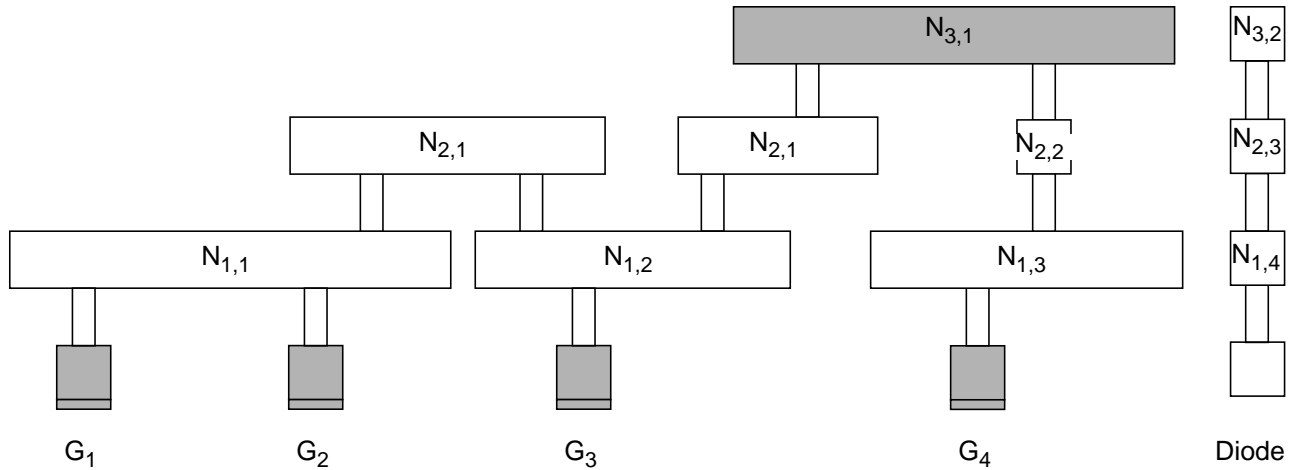 N3,1
N3,2
N2,1
N2,1
N2,2
N2,3
N1,1
N1,2
N1,3
N1,4
G1
G2
G3
G4
Diode